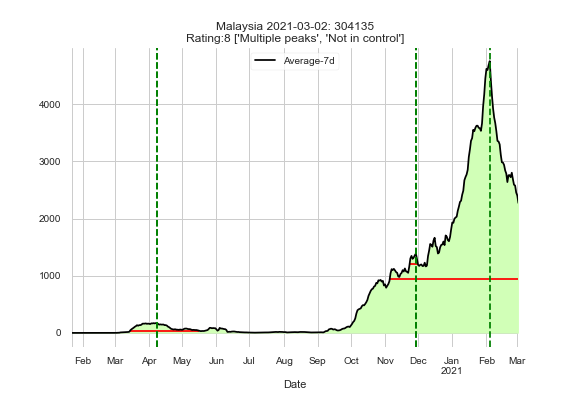 Malaysia 2021-03-02: 304135
Rating:8 ['Multiple peaks', 'Not in control']
Average-7d
4000
3000
2000
1000
0
Feb Mar Apr May Jun Jul Aug Sep Oct Nov Dec Jan Feb Mar
2021
Date